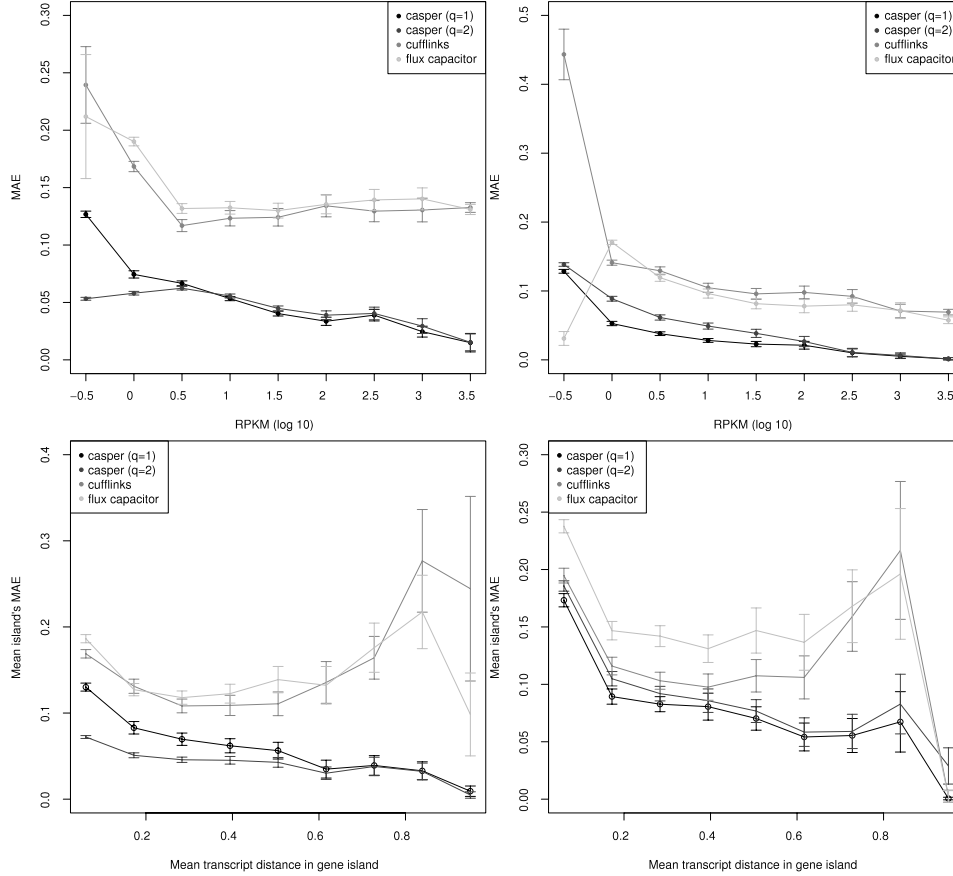 casper (q=1)
casper (q=2)
cufflinks
flux capacitor
0.30
0.25
0.20
0.15
0.10
0.05
0.00
MAE
−0.5 0 0.5 1 1.5 2 2.5 3 3.5
RPKM (log 10)
casper (q=1)
casper (q=2)
cufflinks
flux capacitor
0.5
0.4
0.3
0.2
0.1
0.0
MAE
−0.5 0 0.5 1 1.5 2 2.5 3 3.5
RPKM (log 10)
casper (q=1)
casper (q=2)
cufflinks
flux capacitor
0.4
0.3
0.2
0.1
0.0
Mean island's MAE
0.2 0.4 0.6 0.8
Mean transcript distance in gene island
casper (q=1)
casper (q=2)
cufflinks
flux capacitor
0.30
0.25
0.20
0.15
0.10
0.05
0.00
Mean island's MAE
0.2 0.4 0.6 0.8
Mean transcript distance in gene island